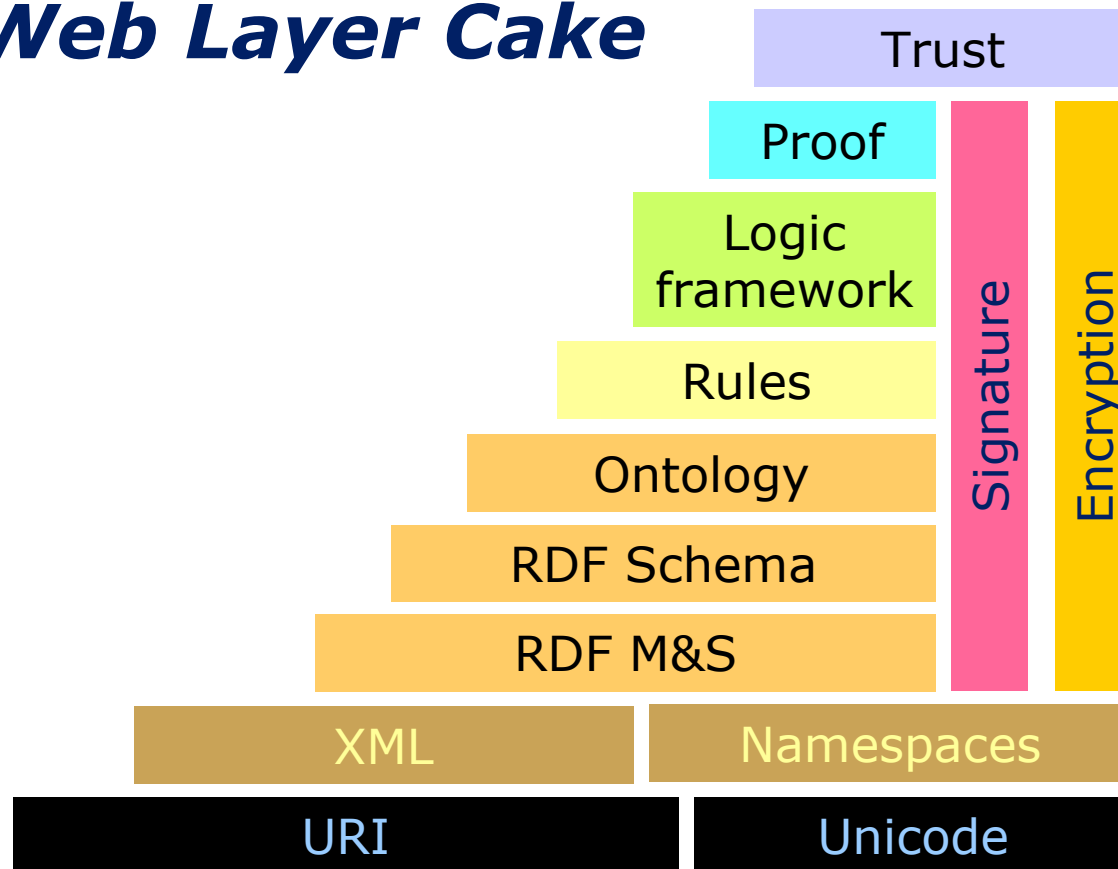 Web Layer Cake
Trust
Proof
Logic
framework
Rules
Ontology
RDF Schema
RDF M&S
Signature
Encryption
XML
Namespaces
URI
Unicode